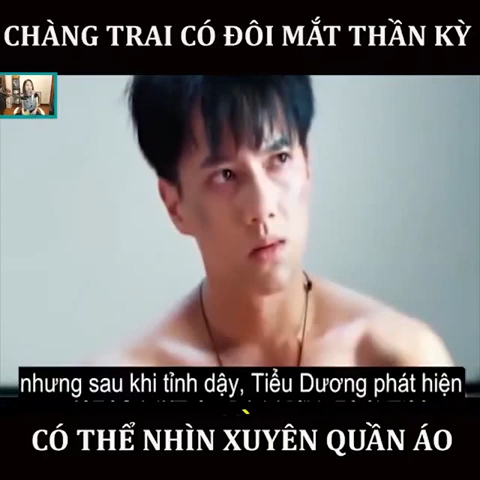 CHÀNG TRAI CÓ ĐÔI MẮT THẦN KỲ
nhưng sau khi tỉnh dậy, Tiểu Dương phát hiện
CÓ THỂ NHÌN XUYÊN QUẦN ÁO